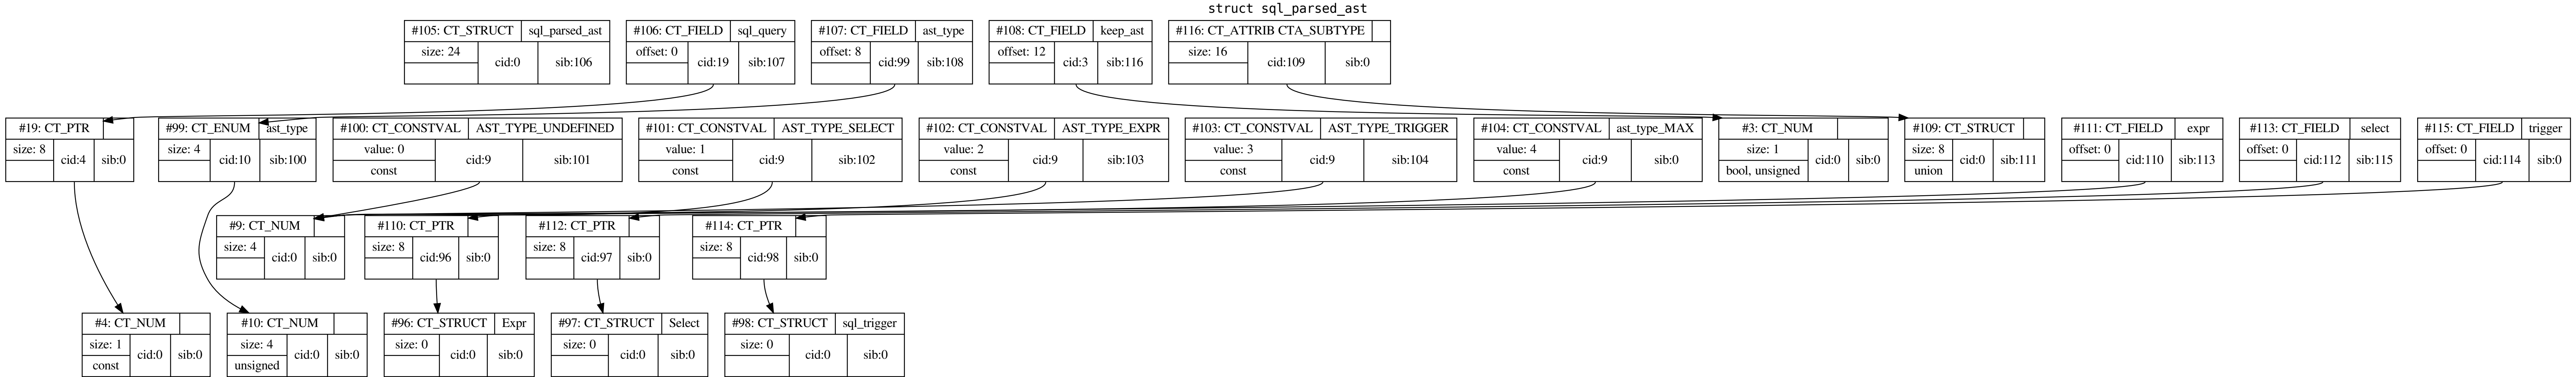 struct sql_parsed_ast
#105: CT_STRUCT sql_parsed_ast
size: 24 cid:0 sib:106
#106: CT_FIELD sql_query
offset: 0 cid:19 sib:107
#107: CT_FIELD ast_type
offset: 8 cid:99 sib:108
#108: CT_FIELD keep_ast
offset: 12 cid:3 sib:116
#116: CT_ATTRIB CTA_SUBTYPE
size: 16 cid:109 sib:0
#19: CT_PTR
size: 8 cid:4 sib:0
#99: CT_ENUM ast_type
size: 4 cid:10 sib:100
#100: CT_CONSTVAL AST_TYPE_UNDEFINED
value: 0 cid:9 sib:101
const
#101: CT_CONSTVAL AST_TYPE_SELECT
value: 1 cid:9 sib:102
const
#102: CT_CONSTVAL AST_TYPE_EXPR
value: 2 cid:9 sib:103
const
#103: CT_CONSTVAL AST_TYPE_TRIGGER
value: 3 cid:9 sib:104
const
#104: CT_CONSTVAL ast_type_MAX
value: 4 cid:9 sib:0
const
#3: CT_NUM
size: 1 cid:0 sib:0
bool, unsigned
#109: CT_STRUCT
size: 8 cid:0 sib:111
union
#111: CT_FIELD expr
offset: 0 cid:110 sib:113
#113: CT_FIELD select
offset: 0 cid:112 sib:115
#115: CT_FIELD trigger
offset: 0 cid:114 sib:0
#9: CT_NUM
size: 4 cid:0 sib:0
#110: CT_PTR
size: 8 cid:96 sib:0
#112: CT_PTR
size: 8 cid:97 sib:0
#114: CT_PTR
size: 8 cid:98 sib:0
#4: CT_NUM
size: 1 cid:0 sib:0
const
#10: CT_NUM
size: 4 cid:0 sib:0
unsigned
#96: CT_STRUCT Expr
size: 0 cid:0 sib:0
#97: CT_STRUCT Select
size: 0 cid:0 sib:0
#98: CT_STRUCT sql_trigger
size: 0 cid:0 sib:0